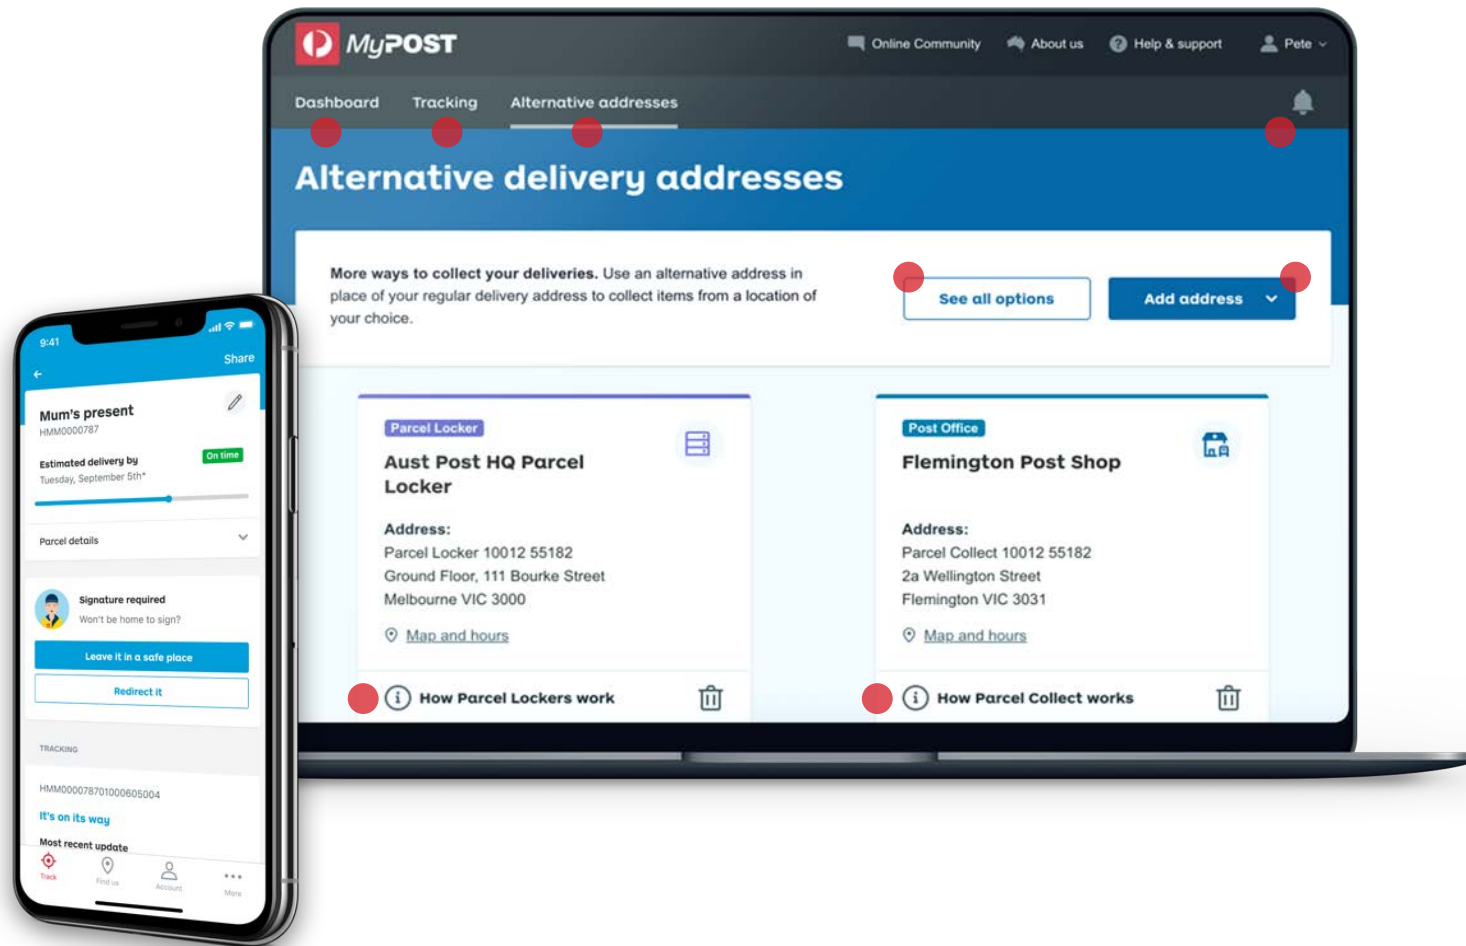 MyPOST
Online Community
About us
Help & support
Pete
Dashboard
Tracking
Alternative addresses
Alternative delivery addresses
More ways to collect your deliveries. Use an alternative address in
place of your regular delivery address to collect items from a location of
your choice.
See all options
Add address
Parcel Locker
Aust Post HQ Parcel
Locker
Address:
Parcel Locker 10012 55182
Ground Floor, 111 Bourke Street
Melbourne VIC 3000
Map and hours
How Parcel Lockers work
Post Office
Flemington Post Shop
Address:
Parcel Collect 10012 55182
2a Wellington Street
Flemington VIC 3031
Map and hours
How Parcel Collect works
9:41
Share
Mum's present
HMM0000787
Estimated delivery by
On time
Tuesday, September 5th*
Parcel details
Signature required
Won't be home to sign?
Leave it in a safe place
Redirect it
TRACKING
HMM000078701000605004
It's on its way
Most recent update
Track
Find us
Account
More